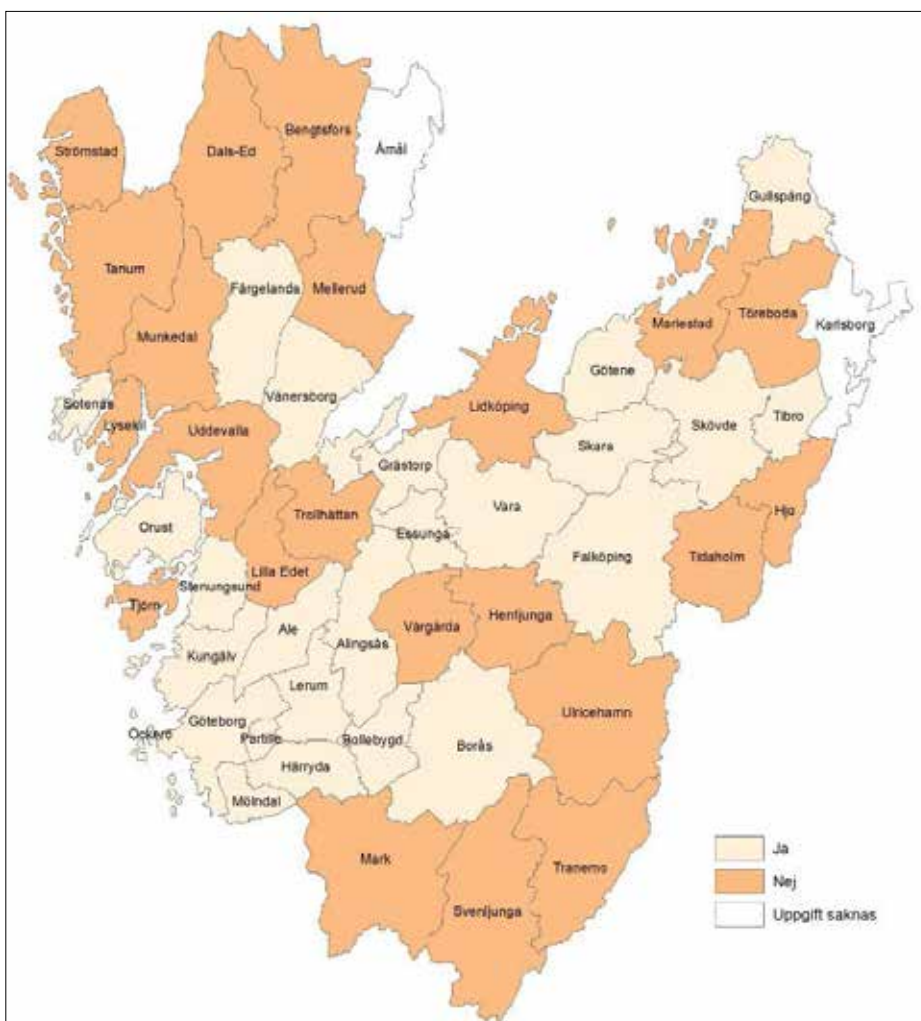 Strömstad
Dals-Ed
Bengtsfors
Åmål
Gullspång
Tanum
Färgelanda
Mellerud
Munkedal
Mariestad
Töreboda
Karlsborg
Götene
Sotenäs
Lysekil
Vänersborg
Lidköping
Tibro
Uddevalla
Skövde
Skara
Grästorp
Vara
Hjo
Trollhättan
Orust
Essunga
Falköping
Tidaholm
Lilla Edet
Stenungsund
Tjörn
Herrljunga
Vårgårda
Ale
Alingsås
Kungälv
Lerum
Ulricehamn
Göteborg
Öckerö
Partille
Bollebygd
Borås
Härryda
Mölndal
Mark
Tranemo
Svenljunga
Ja
Nej
Uppgift saknas